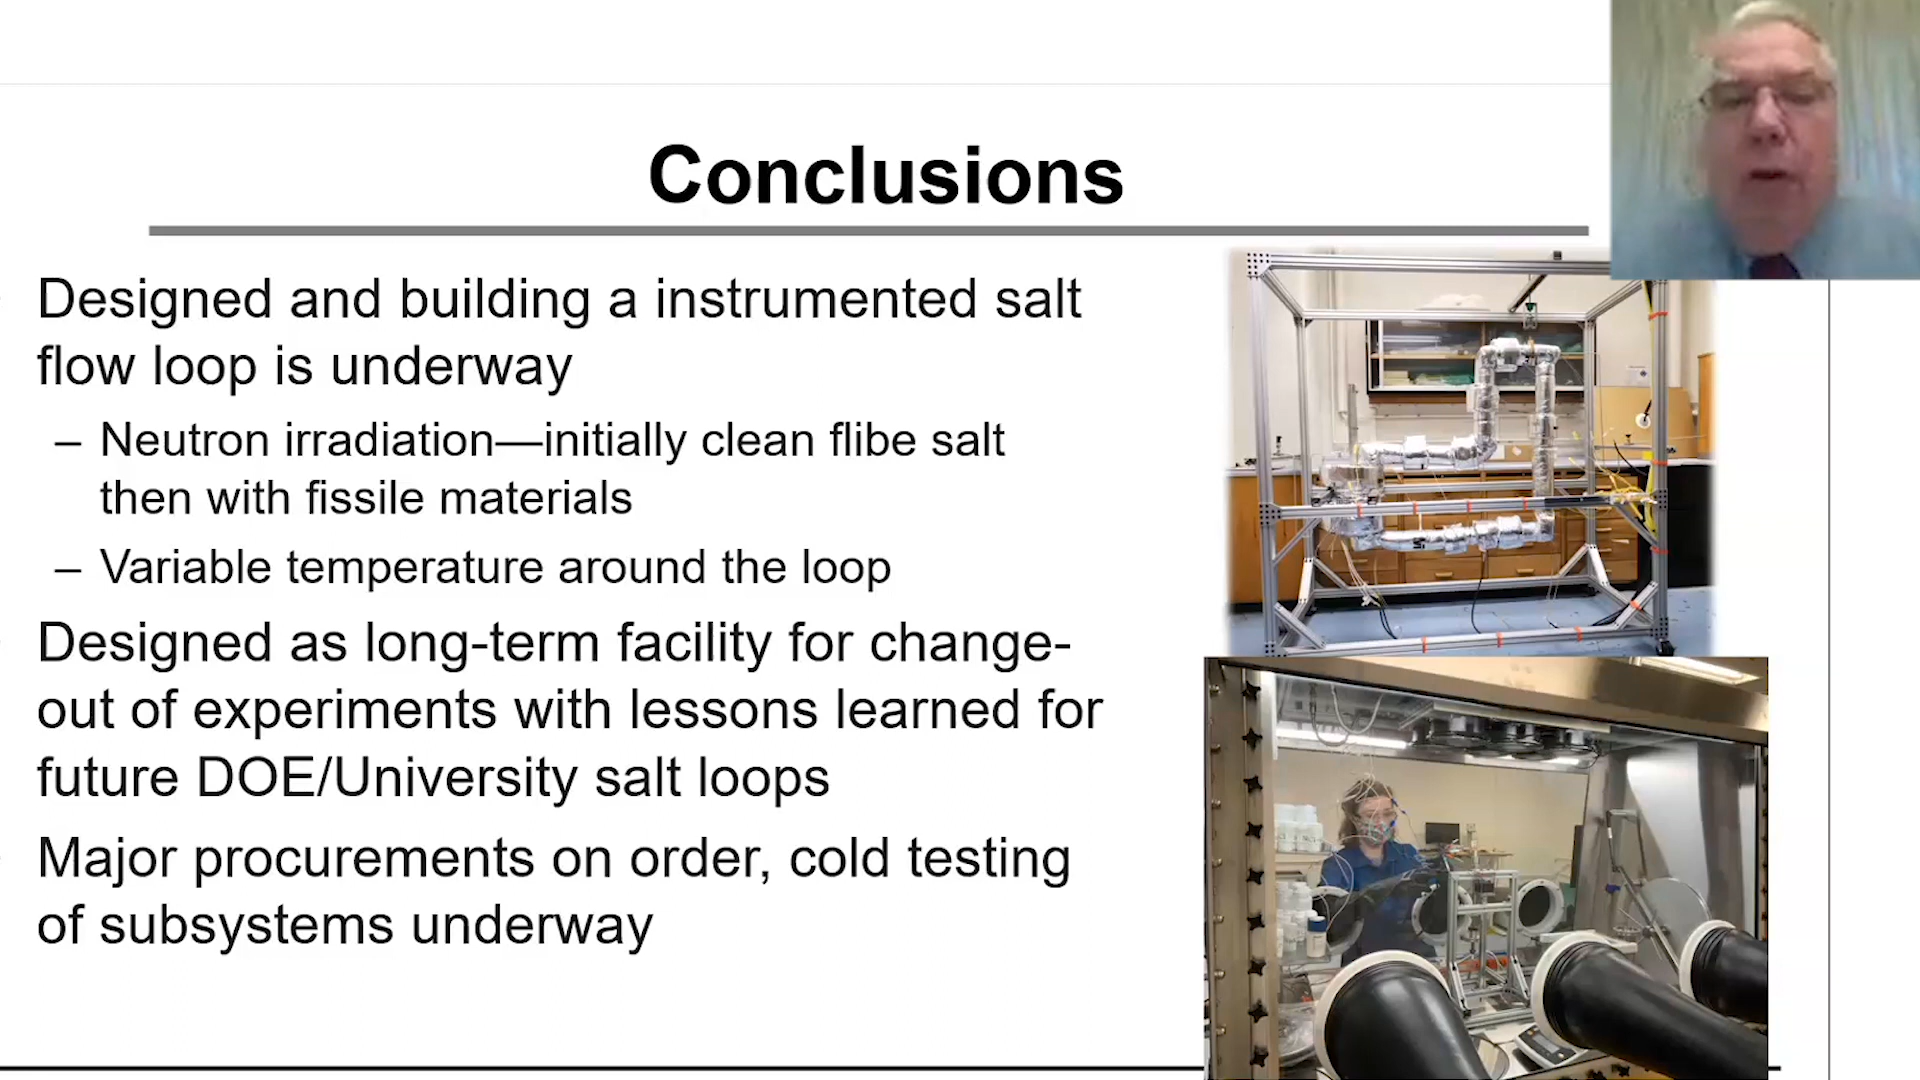 Conclusions
Designed and building a instrumented salt
flow loop is underway
– Neutron irradiation—initially clean flibe salt
then with fissile materials
– Variable temperature around the loop
Designed as long-term facility for change-
out of experiments with lessons learned for
future DOE/University salt loops
Major procurements on order, cold testing
of subsystems underway